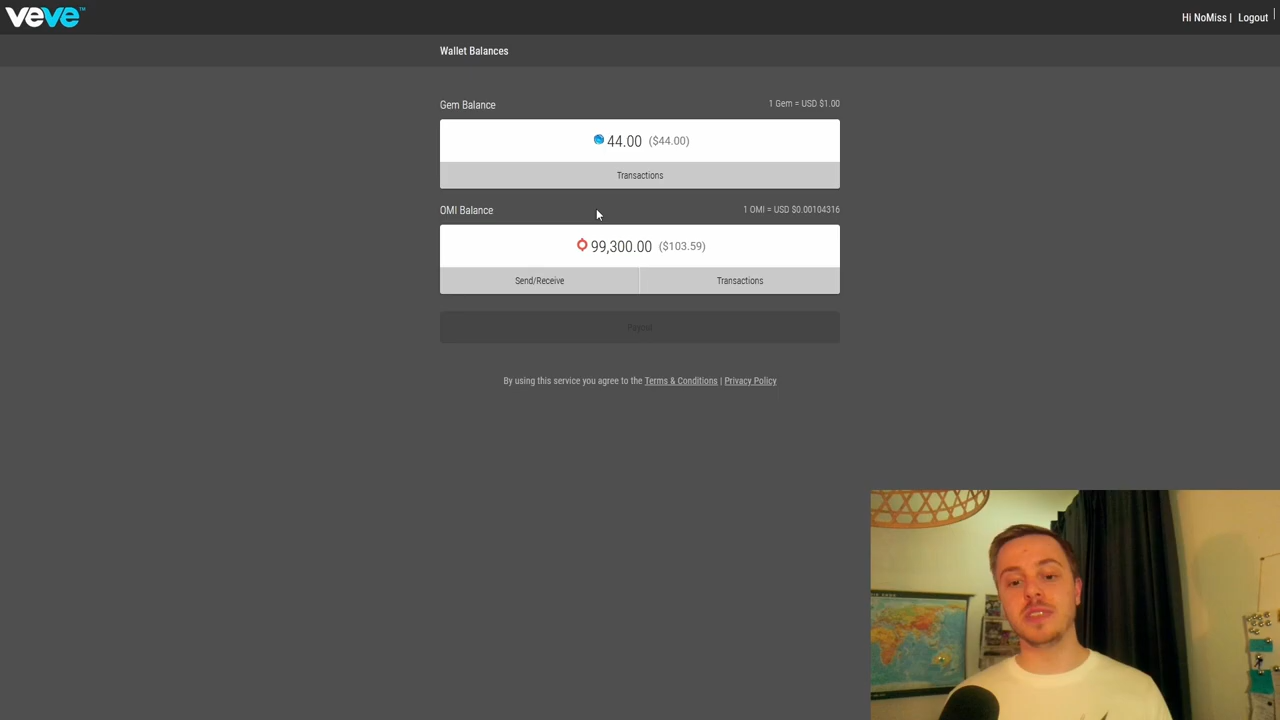 veve™
Hi NoMiss | Logout |
Wallet Balances
Gem Balance
1 Gem = USD $1.00
44.00 ($44.00)
Transactions
OMI Balance
1 OMI = USD $0.00104316
99,300.00 ($103.59)
Send/Receive
Transactions
Payout
By using this service you agree to the Terms & Conditions | Privacy Policy